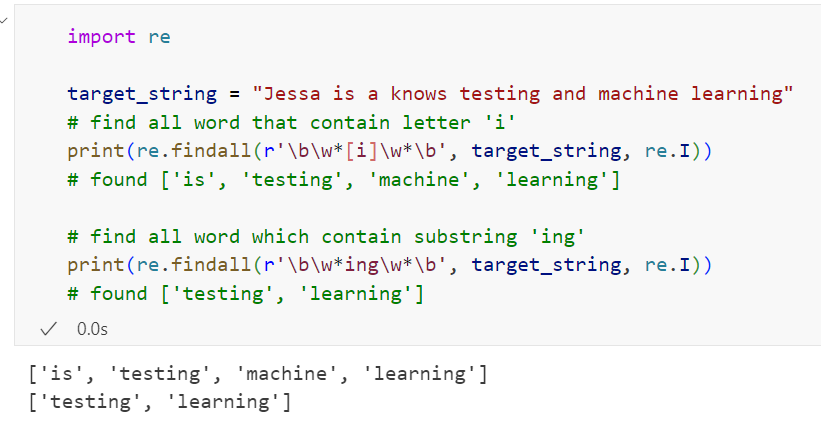 import re
target_string = "Jessa is a knows testing and machine learning"
# find all word that contain letter 'i'
print(re.findall(r'\b\w*[i]\w*\b', target_string, re.I))
# found ['is', 'testing', 'machine', 'learning']
# find all word which contain substring 'ing'
print(re.findall(r'\b\w*ing\w*\b', target_string, re.I))
# found ['testing', 'learning']
0.0s
['is', 'testing', 'machine', 'learning']
['testing', 'learning']